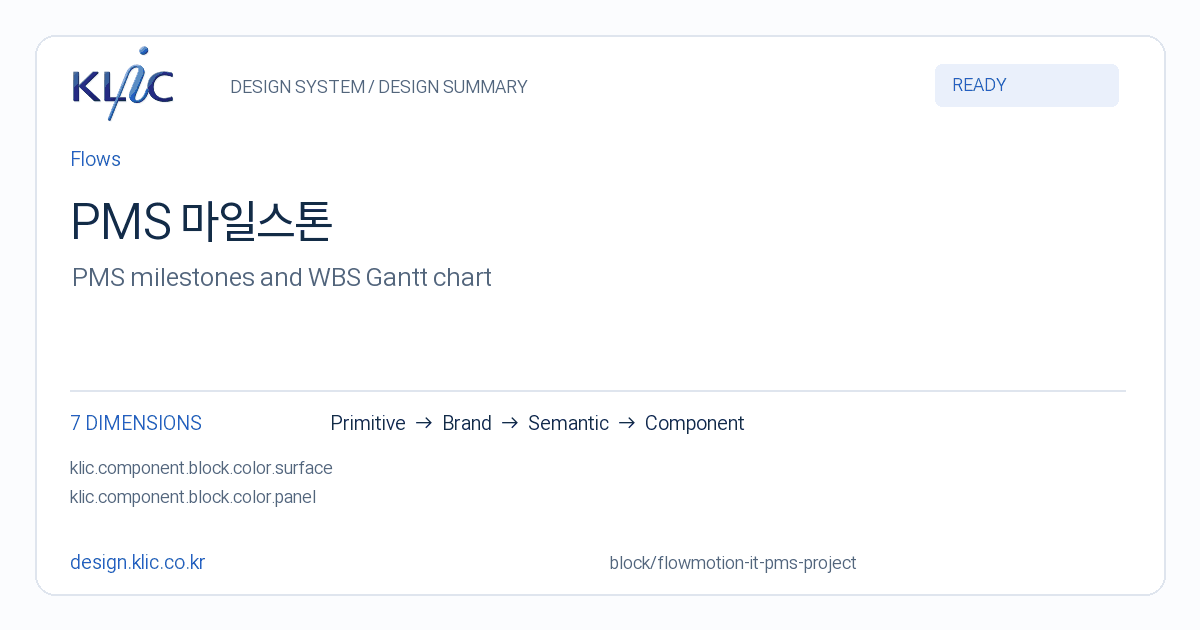 KLiC
DESIGN SYSTEM / DESIGN SUMMARY
READY
Flows
PMS 마일스톤
PMS milestones and WBS Gantt chart
7 DIMENSIONS
Primitive → Brand → Semantic → Component
klic.component.block.color.surface
klic.component.block.color.panel
design.klic.co.kr
block/flowmotion-it-pms-project